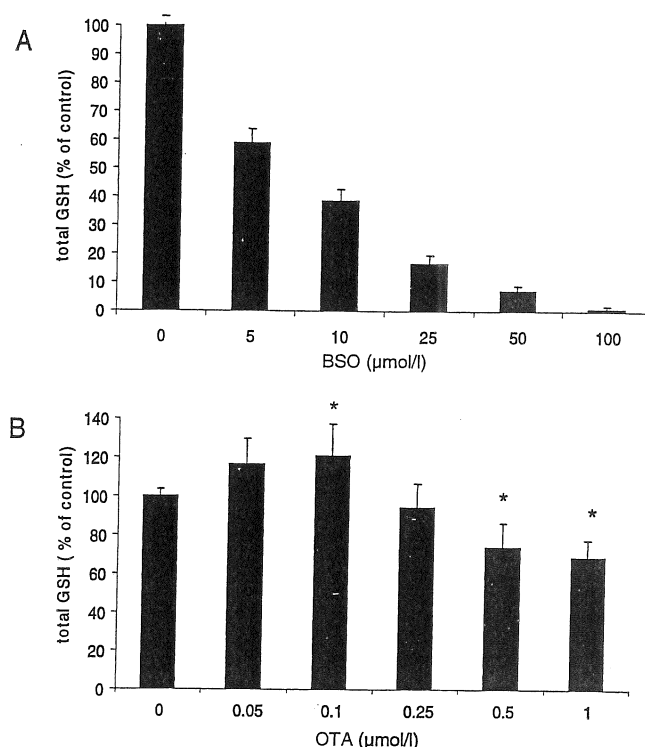 A
total GSH (% of control)
100
90
80
70
60
50
40
30
20
10
0
0 5 10 25 50 100
BSO (µmol/l)
B
total GSH ( % of control)
140
120
100
80
60
40
20
0
*
*
*
0 0.05 0.1 0.25 0.5 1
OTA (µmol/l)